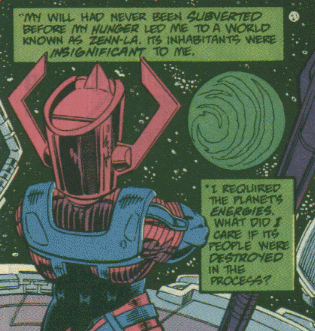 "MY WILL HAD NEVER BEEN SUBVERTED
BEFORE MY HUNGER LED ME TO A WORLD
KNOWN AS ZENN-LA. ITS INHABITANTS WERE
INSIGNIFICANT TO ME.
"I REQUIRED
THE PLANET'S
ENERGIES.
WHAT DID I
CARE IF ITS
PEOPLE WERE
DESTROYED
IN THE
PROCESS?